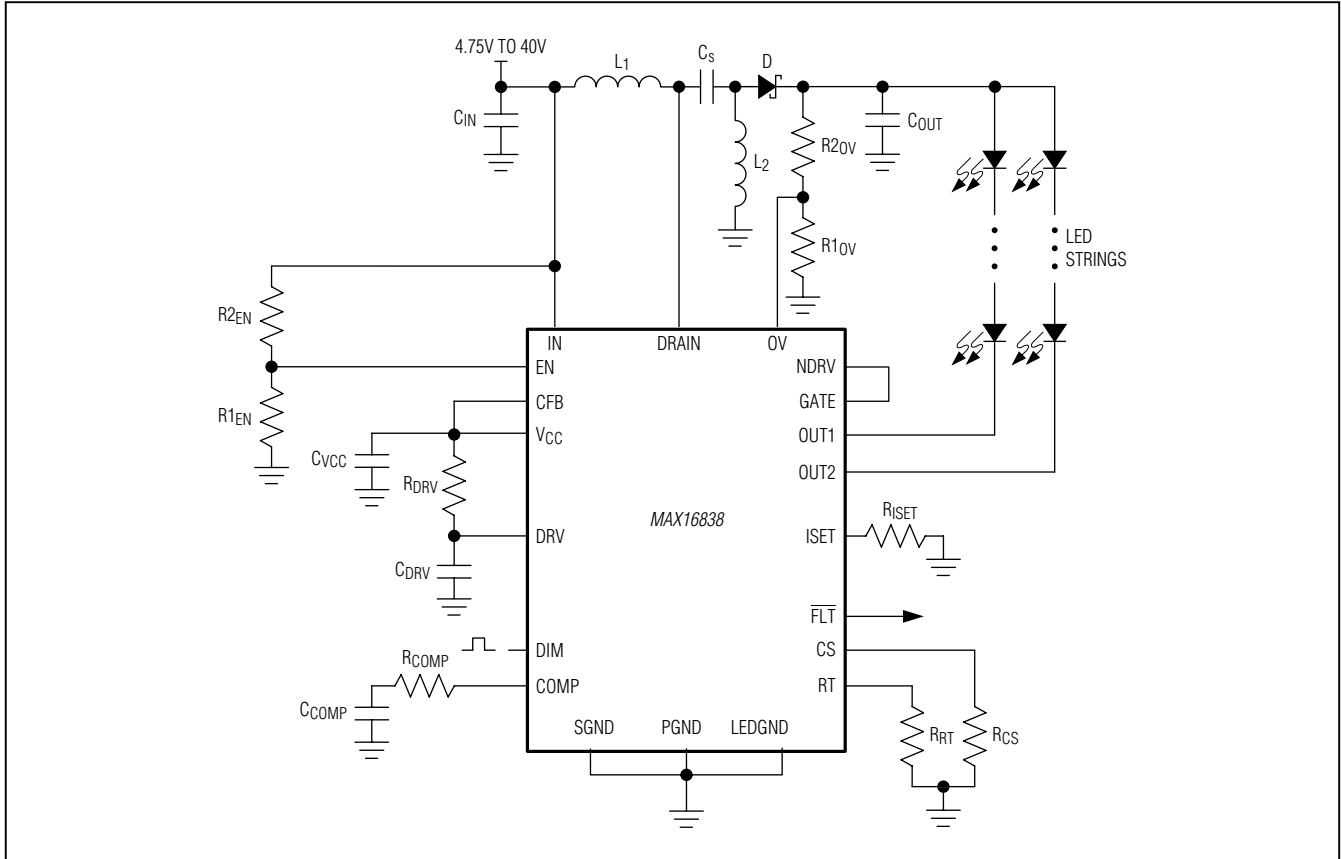 4.75V TO 40V
L1
CS
D
CIN
L2
R2OV
COUT
R1OV
LED
STRINGS
R2EN
R1EN
IN
DRAIN
OV
EN
NDRV
CFB
GATE
VCC
OUT1
CVCC
OUT2
RDRV
MAX16838
RISET
DRV
ISET
CDRV
FLT
DIM
CS
RCOMP
COMP
RT
CCOMP
SGND
PGND
LEDGND
RRT
RCS